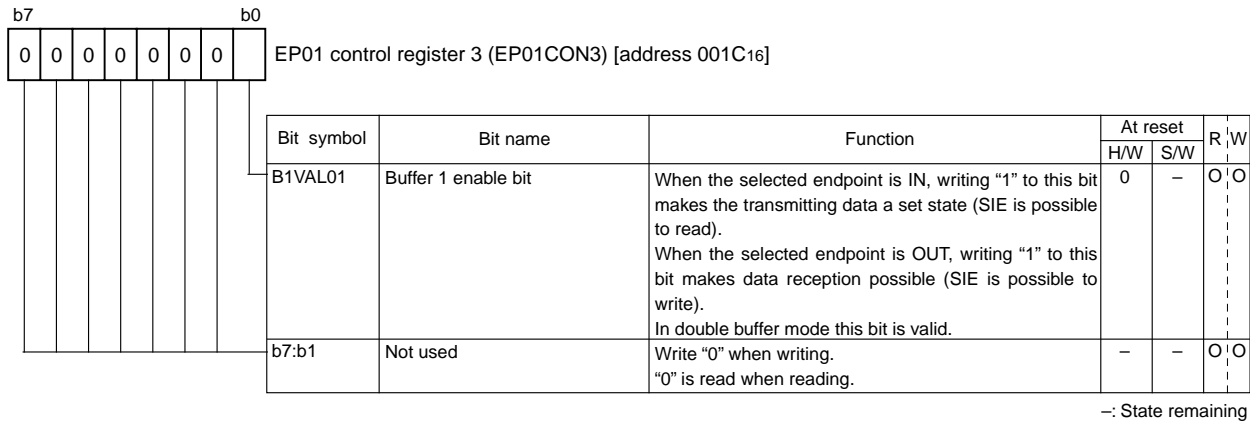 b7 b0
0 0 0 0 0 0 0
EP01 control register 3 (EP01CON3) [address 001C16]
Bit symbol Bit name Function At reset R W
H/W S/W
B1VAL01 Buffer 1 enable bit When the selected endpoint is IN, writing “1” to this bit 0 – O O
makes the transmitting data a set state (SIE is possible
to read).
When the selected endpoint is OUT, writing “1” to this
bit makes data reception possible (SIE is possible to
write).
In double buffer mode this bit is valid.
b7:b1 Not used Write “0” when writing. – – O O
“0” is read when reading.
–: State remaining